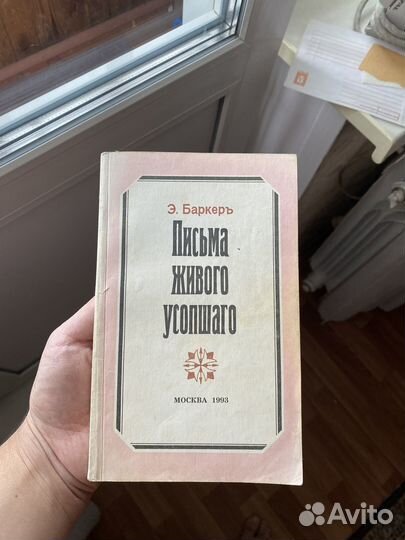 Э. Баркеръ
Письма
живого
усопшаго
МОСКВА 1993
Avito